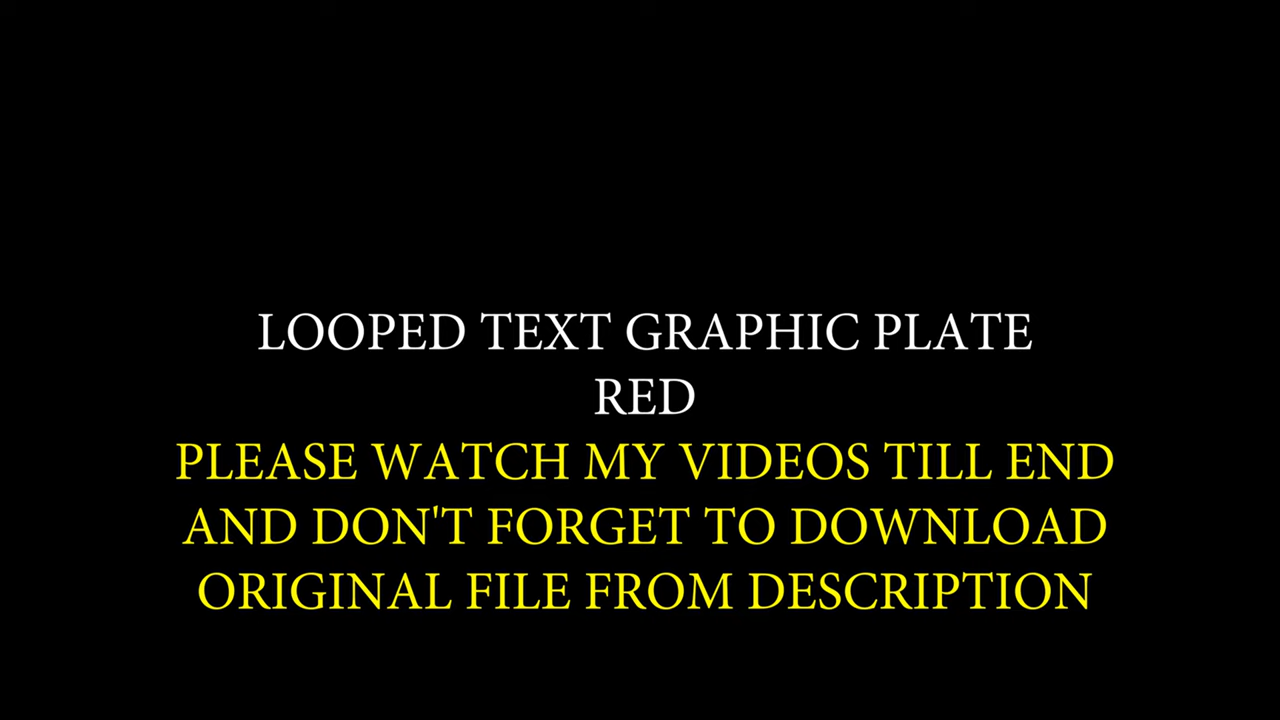 LOOPED TEXT GRAPHIC PLATE
RED
PLEASE WATCH MY VIDEOS TILL END
AND DON'T FORGET TO DOWNLOAD
ORIGINAL FILE FROM DESCRIPTION